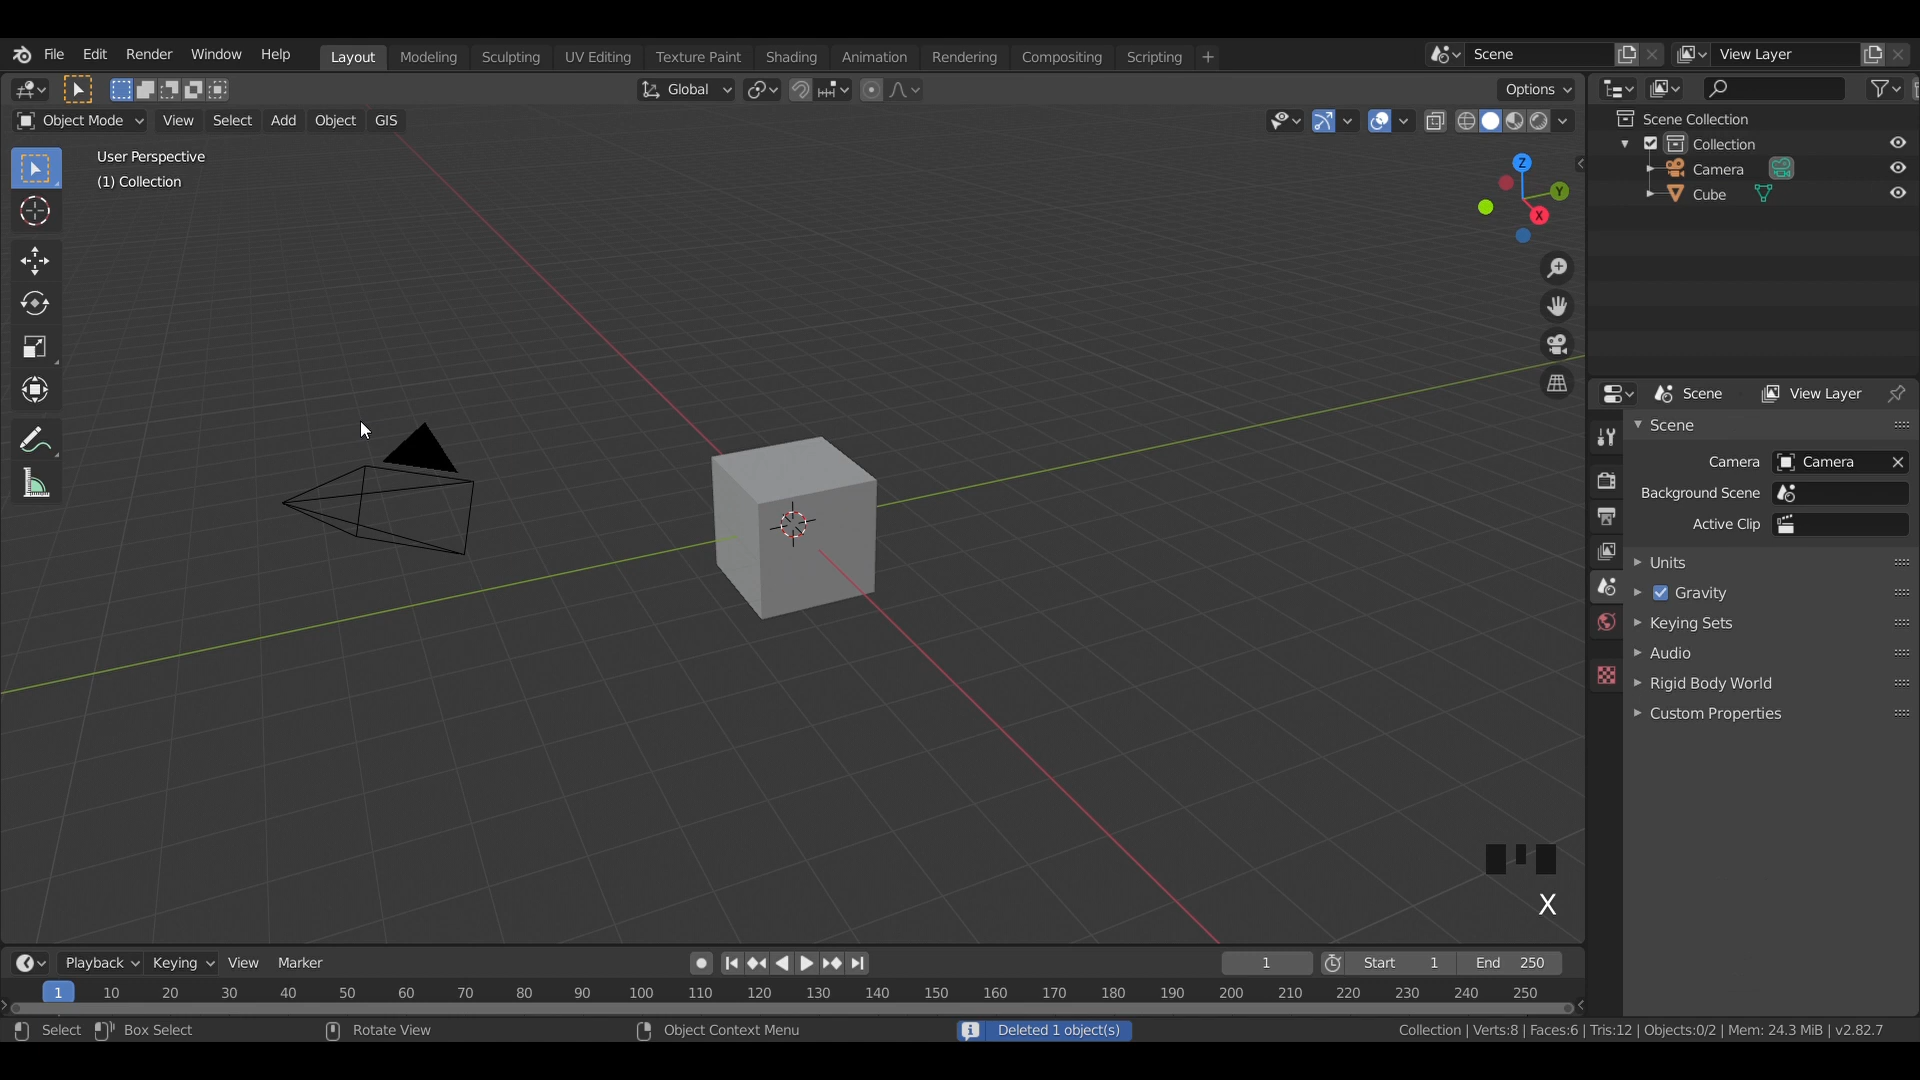 File Edit Render Window Help Layout Modeling Sculpting UV Editing Texture Paint Shading Animation Rendering Compositing Scripting + Scene View Layer
Global Options
Object Mode View Select Add Object GIS
User Perspective
(1) Collection
Z
Y
X
Scene Collection
Collection
Camera
Cube
Scene View Layer
Scene
Camera Camera
Background Scene
Active Clip
Units
Gravity
Keying Sets
Audio
Rigid Body World
Custom Properties
X
Playback Keying View Marker 1 Start 1 End 250
1 10 20 30 40 50 60 70 80 90 100 110 120 130 140 150 160 170 180 190 200 210 220 230 240 250
Select Box Select Rotate View Object Context Menu Deleted 1 object(s) Collection | Verts:8 | Faces:6 | Tris:12 | Objects:0/2 | Mem: 24.3 MiB | v2.82.7